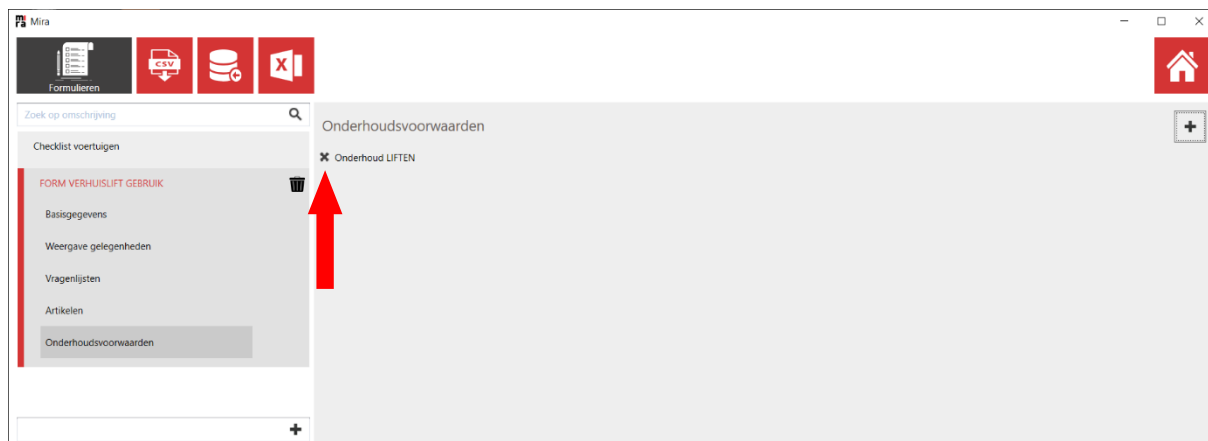 mira Mira
Formulieren
CSV
X
Zoek op omschrijving
Checklist voertuigen
FORM VERHUISLIFT GEBRUIK
Basisgegevens
Weergave gelegenheden
Vragenlijsten
Artikelen
Onderhoudsvoorwaarden
Onderhoudsvoorwaarden
Onderhoud LIFTEN